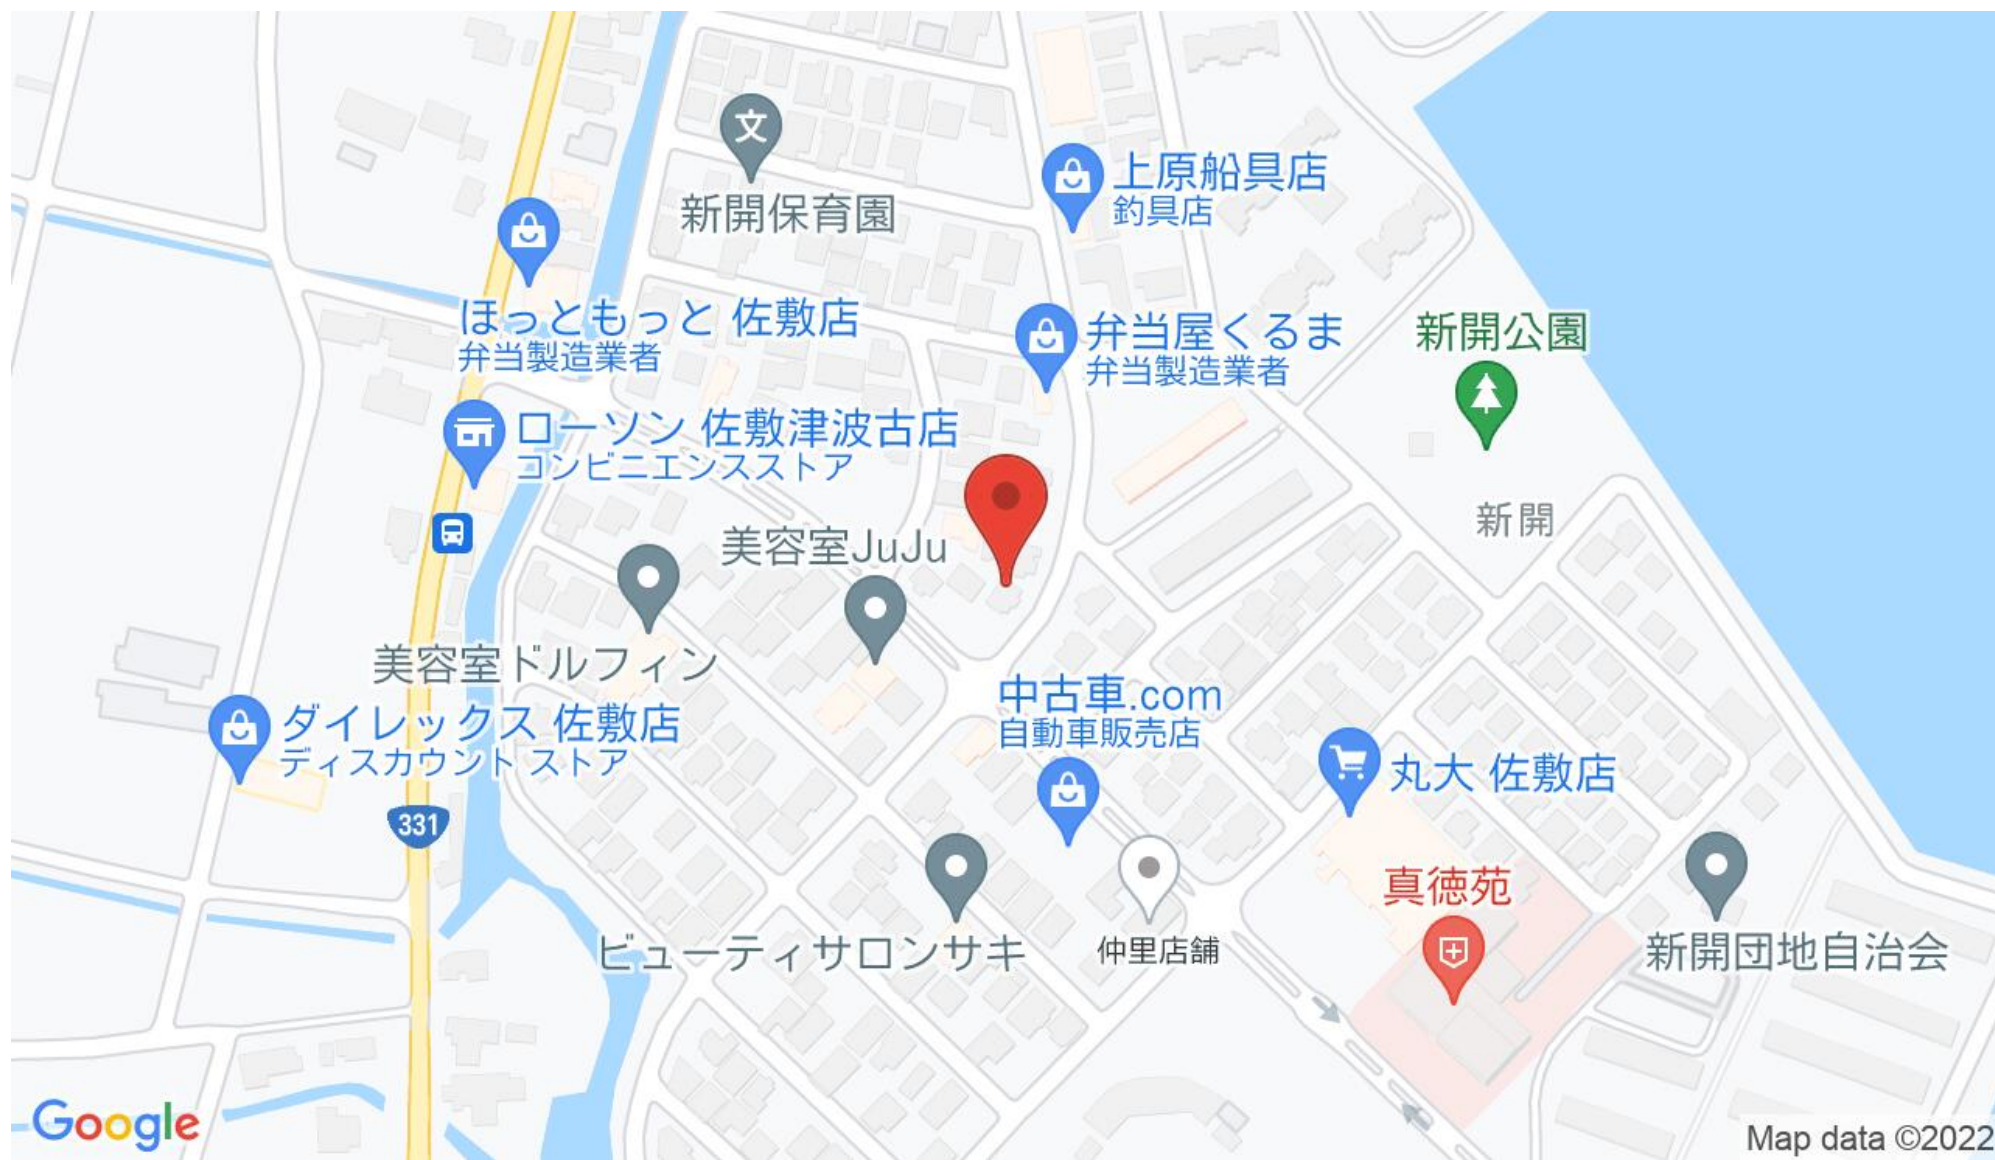 文
新開保育園
上原船具店
釣具店
ほっともっと 佐敷店
弁当製造業者
弁当屋くるま
弁当製造業者
新開公園
ローソン 佐敷津波古店
コンビニエンスストア
新開
美容室JuJu
美容室ドルフィン
中古車.com
自動車販売店
ダイレックス 佐敷店
ディスカウント ストア
丸大 佐敷店
331
真徳苑
ビューティサロンサキ
仲里店舗
新開団地自治会
Google
Map data ©2022